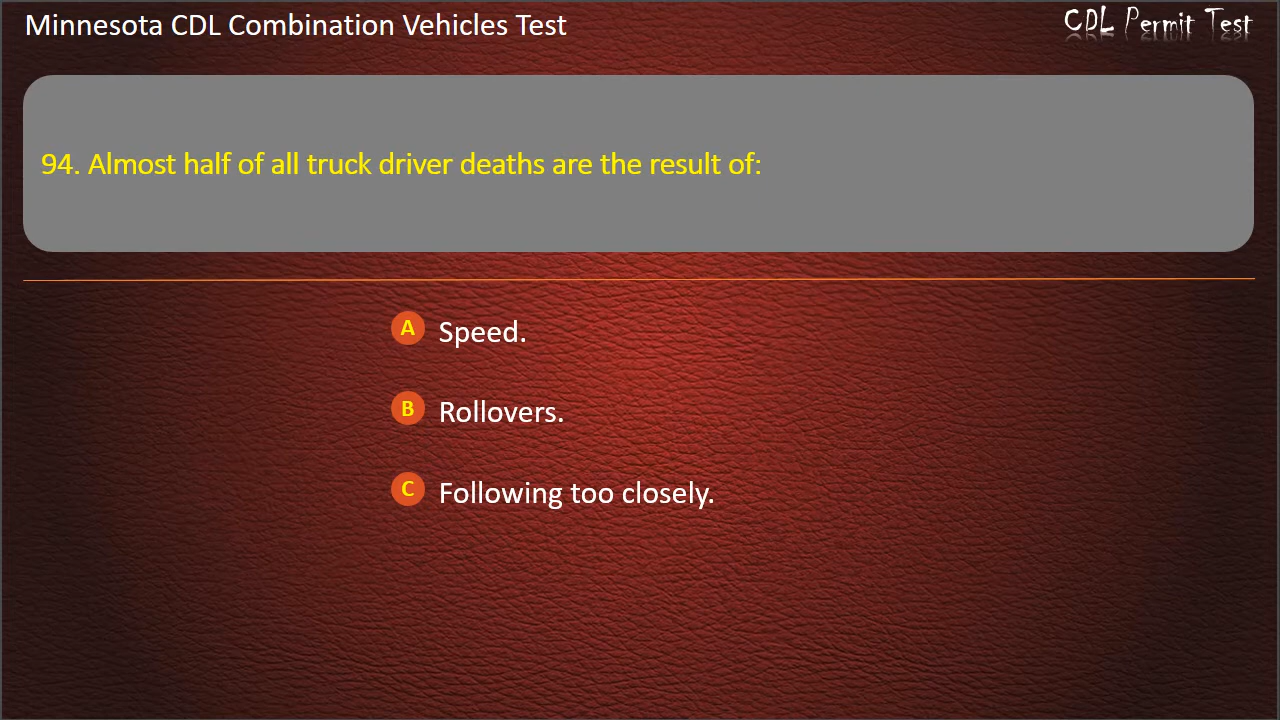 Minnesota CDL Combination Vehicles Test
CDL Permit Test
94. Almost half of all truck driver deaths are the result of:
A Speed.
B Rollovers.
C Following too closely.